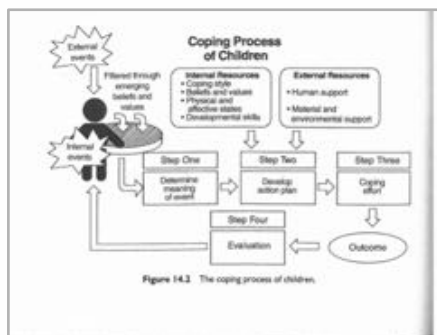 Coping Process
of Children
External
events
Filtered through
emerging
beliefs and
values
Internal
events
Internal Resources
• Coping style
• Beliefs and values
• Physical and
affective states
• Developmental skills
External Resources
• Human support
• Material and
environmental support
Step One
Determine
meaning
of event
Step Two
Develop
action plan
Step Three
Coping
effort
Step Four
Evaluation
Outcome
Figure 14.2 The coping process of children.